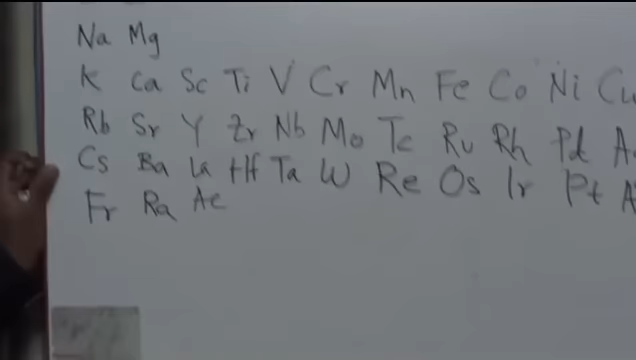 Na Mg
K Ca Sc Ti V Cr Mn Fe Co Ni Cu
Rb Sr Y Zr Nb Mo Tc Ru Rh Pd A
Cs Ba La Hf Ta W Re Os Ir Pt A
Fr Ra Ac